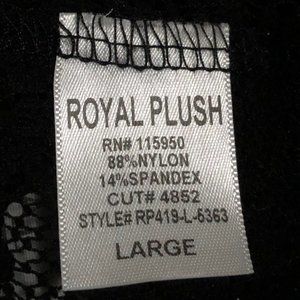 ROYAL PLUSH
RN# 115950
88%NYLON
14%SPANDEX
CUT# 4852
STYLE# RP419-L-6363
LARGE